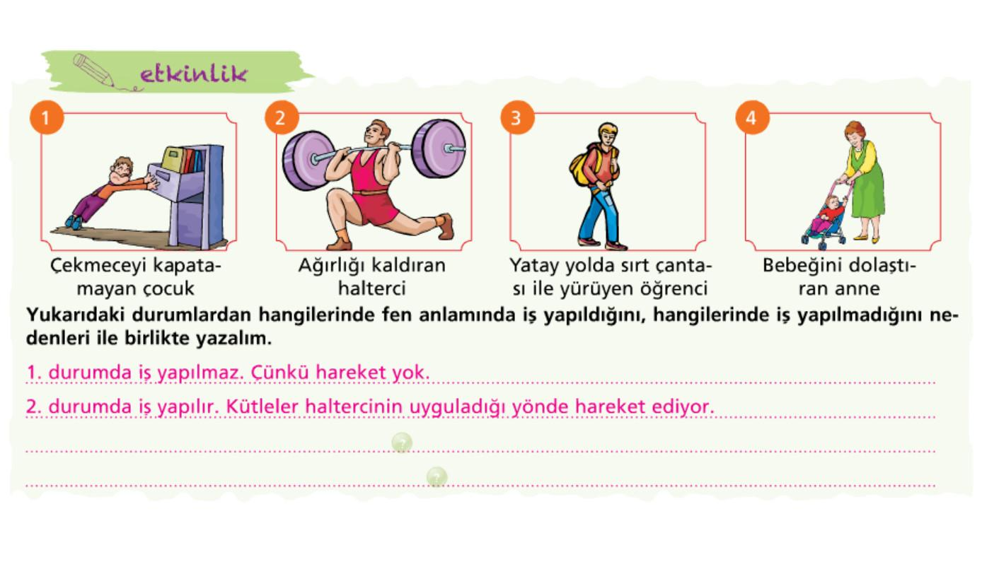 etkinlik
1
2
3
4
Çekmeceyi kapata-
mayan çocuk
Ağırlığı kaldıran
halterci
Yatay yolda sırt çanta-
sı ile yürüyen öğrenci
Bebeğini dolaştı-
ran anne
Yukarıdaki durumlardan hangilerinde fen anlamında iş yapıldığını, hangilerinde iş yapılmadığını ne-
denleri ile birlikte yazalım.
1. durumda iş yapılmaz. Çünkü hareket yok.
2. durumda iş yapılır. Kütleler haltercinin uyguladığı yönde hareket ediyor.
?
?